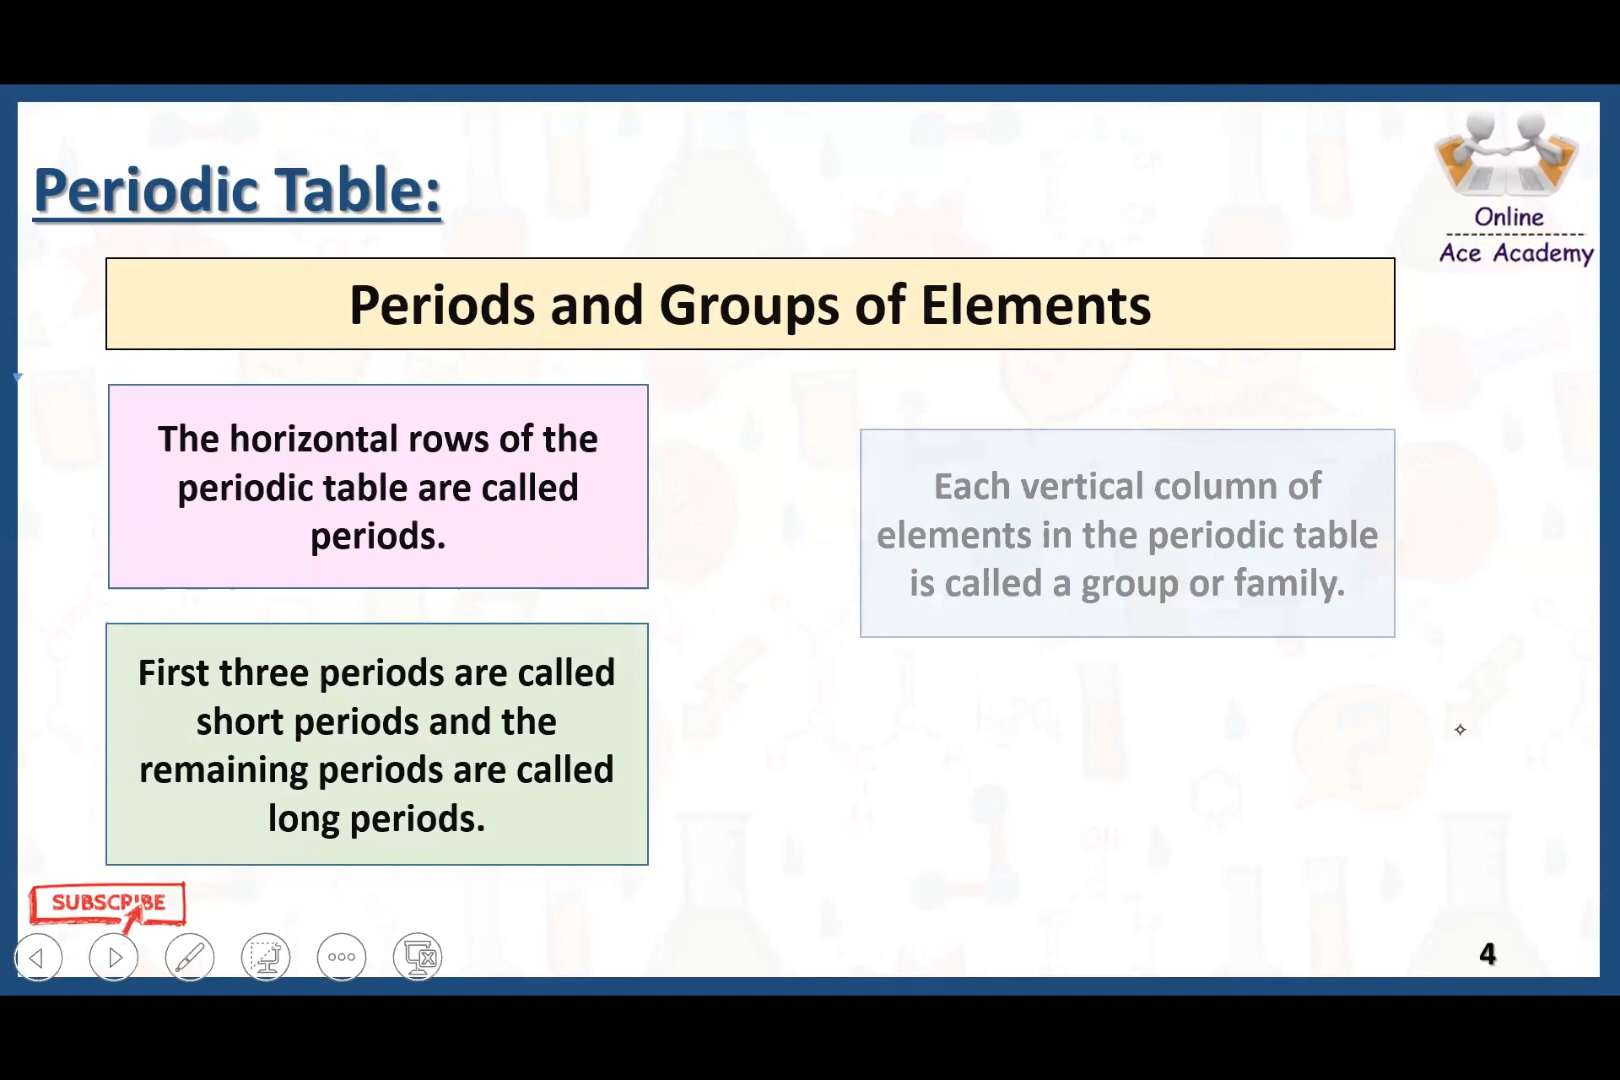 Periodic Table:
Online
Ace Academy
Periods and Groups of Elements
The horizontal rows of the
periodic table are called
periods.
First three periods are called
short periods and the
remaining periods are called
long periods.
Each vertical column of
elements in the periodic table
is called a group or family.
SUBSCRIBE
4